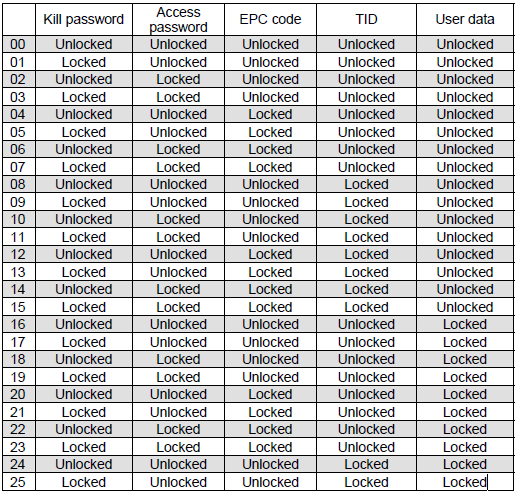 Kill password Access password EPC code TID User data
00 Unlocked Unlocked Unlocked Unlocked Unlocked
01 Locked Unlocked Unlocked Unlocked Unlocked
02 Unlocked Locked Unlocked Unlocked Unlocked
03 Locked Locked Unlocked Unlocked Unlocked
04 Unlocked Unlocked Locked Unlocked Unlocked
05 Locked Unlocked Locked Unlocked Unlocked
06 Unlocked Locked Locked Unlocked Unlocked
07 Locked Locked Locked Unlocked Unlocked
08 Unlocked Unlocked Unlocked Locked Unlocked
09 Locked Unlocked Unlocked Locked Unlocked
10 Unlocked Locked Unlocked Locked Unlocked
11 Locked Locked Unlocked Locked Unlocked
12 Unlocked Unlocked Locked Locked Unlocked
13 Locked Unlocked Locked Locked Unlocked
14 Unlocked Locked Locked Locked Unlocked
15 Locked Locked Locked Locked Unlocked
16 Unlocked Unlocked Unlocked Unlocked Locked
17 Locked Unlocked Unlocked Unlocked Locked
18 Unlocked Locked Unlocked Unlocked Locked
19 Locked Locked Unlocked Unlocked Locked
20 Unlocked Unlocked Locked Unlocked Locked
21 Locked Unlocked Locked Unlocked Locked
22 Unlocked Locked Locked Unlocked Locked
23 Locked Locked Locked Unlocked Locked
24 Unlocked Unlocked Unlocked Locked Locked
25 Locked Unlocked Unlocked Locked Locked